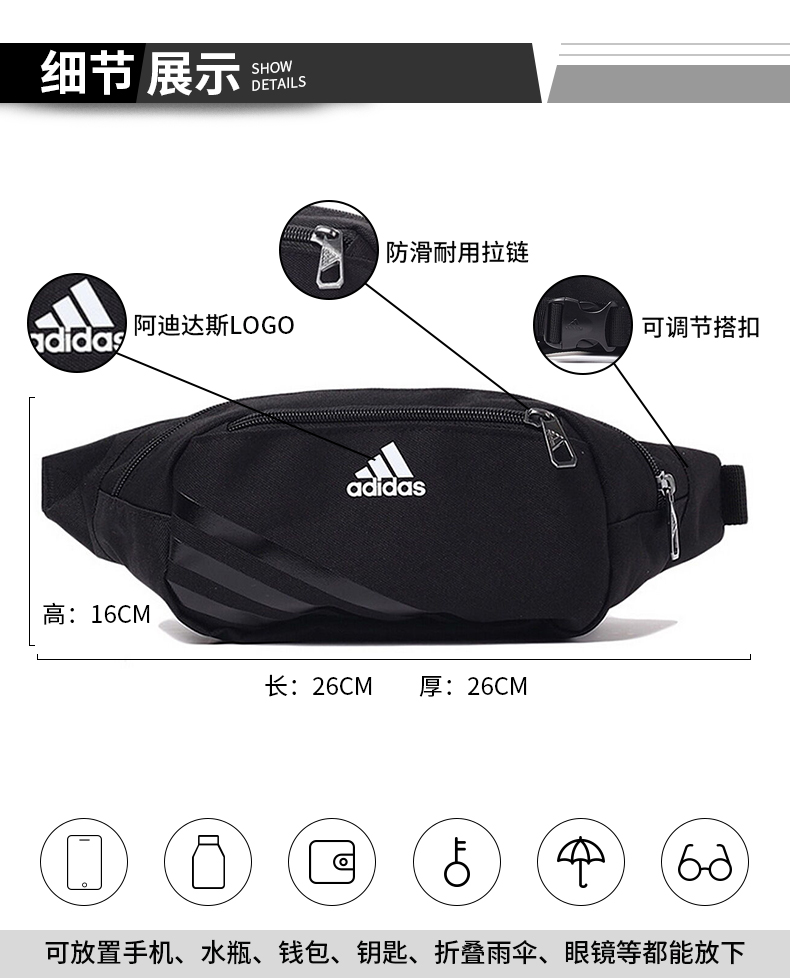 细节展示 SHOW
DETAILS
防滑耐用拉链
adidas
阿迪达斯LOGO
可调节搭扣
adidas
高：16CM
长：26CM 厚：26CM
可放置手机、水瓶、钱包、钥匙、折叠雨伞、眼镜等都能放下